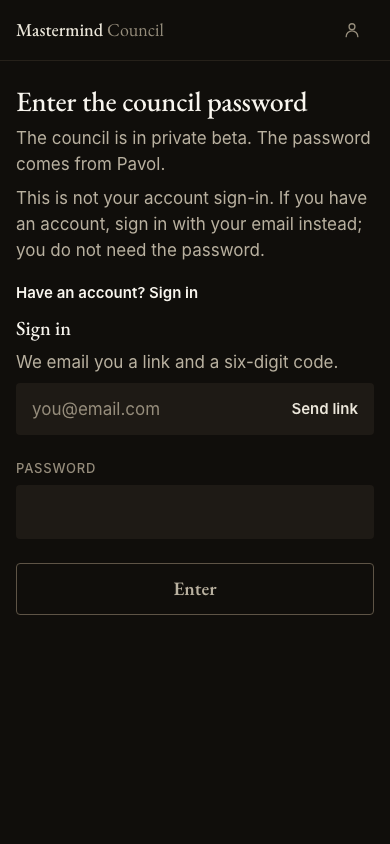 Mastermind Council
Enter the council password
The council is in private beta. The password
comes from Pavol.
This is not your account sign-in. If you have
an account, sign in with your email instead;
you do not need the password.
Have an account? Sign in
Sign in
We email you a link and a six-digit code.
you@email.com Send link
PASSWORD
Enter